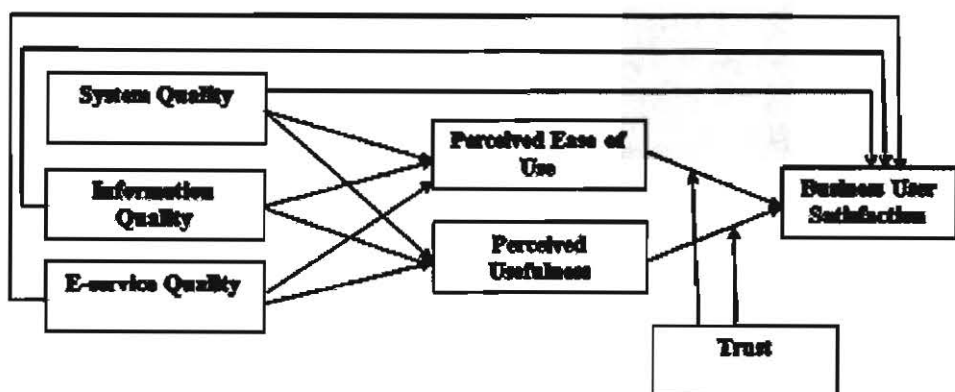 System Quality
Perceived Ease of
Use
Information
Quality
Business User
Satisfaction
Perceived
Usefulness
E-service Quality
Trust